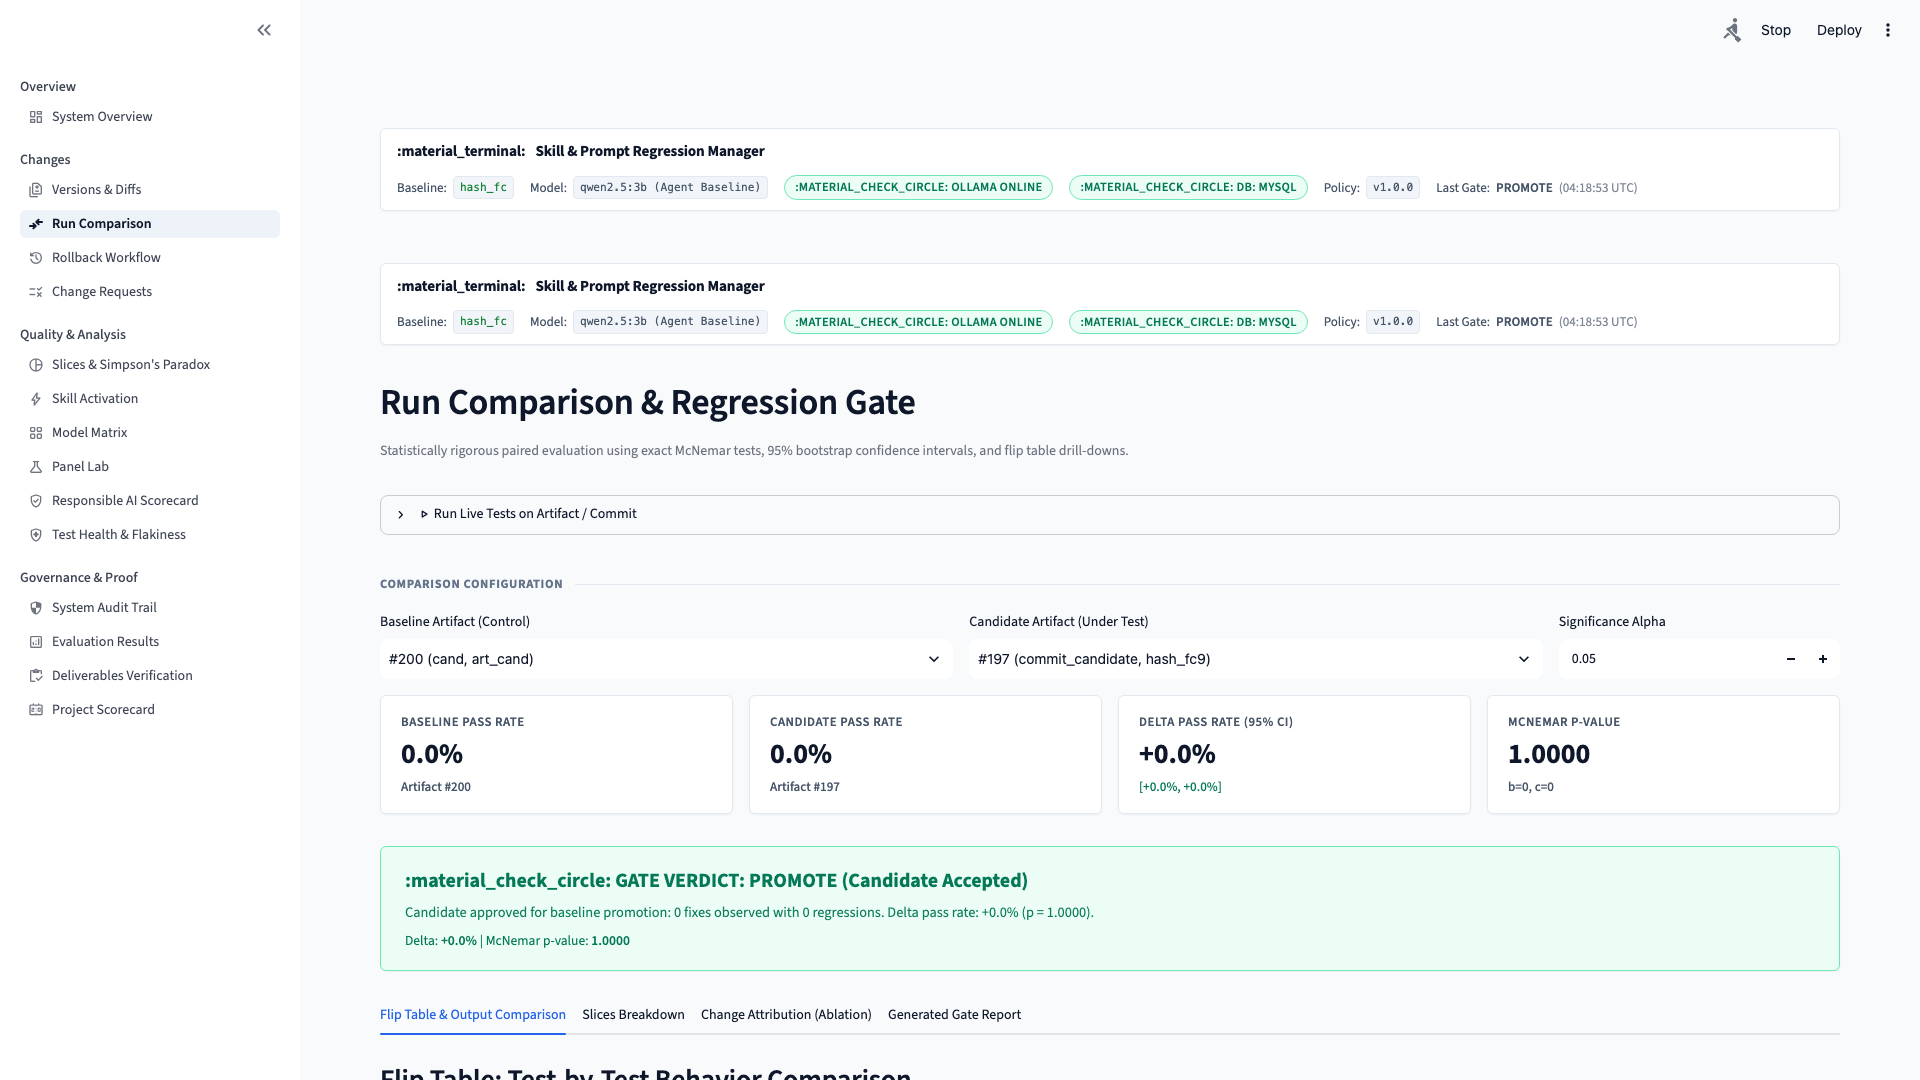 Stop
Deploy
Overview
System Overview
Changes
Versions & Diffs
Run Comparison
Rollback Workflow
Change Requests
Quality & Analysis
Slices & Simpson's Paradox
Skill Activation
Model Matrix
Panel Lab
Responsible AI Scorecard
Test Health & Flakiness
Governance & Proof
System Audit Trail
Evaluation Results
Deliverables Verification
Project Scorecard
:material_terminal: Skill & Prompt Regression Manager
Baseline: hash_fc Model: qwen2.5:3b (Agent Baseline) :MATERIAL_CHECK_CIRCLE: OLLAMA ONLINE :MATERIAL_CHECK_CIRCLE: DB: MYSQL Policy: v1.0.0 Last Gate: PROMOTE (04:18:53 UTC)
:material_terminal: Skill & Prompt Regression Manager
Baseline: hash_fc Model: qwen2.5:3b (Agent Baseline) :MATERIAL_CHECK_CIRCLE: OLLAMA ONLINE :MATERIAL_CHECK_CIRCLE: DB: MYSQL Policy: v1.0.0 Last Gate: PROMOTE (04:18:53 UTC)
Run Comparison & Regression Gate
Statistically rigorous paired evaluation using exact McNemar tests, 95% bootstrap confidence intervals, and flip table drill-downs.
Run Live Tests on Artifact / Commit
COMPARISON CONFIGURATION
Baseline Artifact (Control)
#200 (cand, art_cand)
Candidate Artifact (Under Test)
#197 (commit_candidate, hash_fc9)
Significance Alpha
0.05
BASELINE PASS RATE
0.0%
Artifact #200
CANDIDATE PASS RATE
0.0%
Artifact #197
DELTA PASS RATE (95% CI)
+0.0%
[+0.0%, +0.0%]
MCNEMAR P-VALUE
1.0000
b=0, c=0
:material_check_circle: GATE VERDICT: PROMOTE (Candidate Accepted)
Candidate approved for baseline promotion: 0 fixes observed with 0 regressions. Delta pass rate: +0.0% (p = 1.0000).
Delta: +0.0% | McNemar p-value: 1.0000
Flip Table & Output Comparison
Slices Breakdown
Change Attribution (Ablation)
Generated Gate Report
Flip Table: Test-by-Test Behavior Comparison